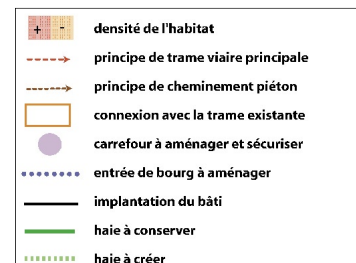 + -
densité de l'habitat
principe de trame viaire principale
principe de cheminement piéton
connexion avec la trame existante
carrefour à aménager et sécuriser
entrée de bourg à aménager
implantation du bâti
haie à conserver
haie à créer